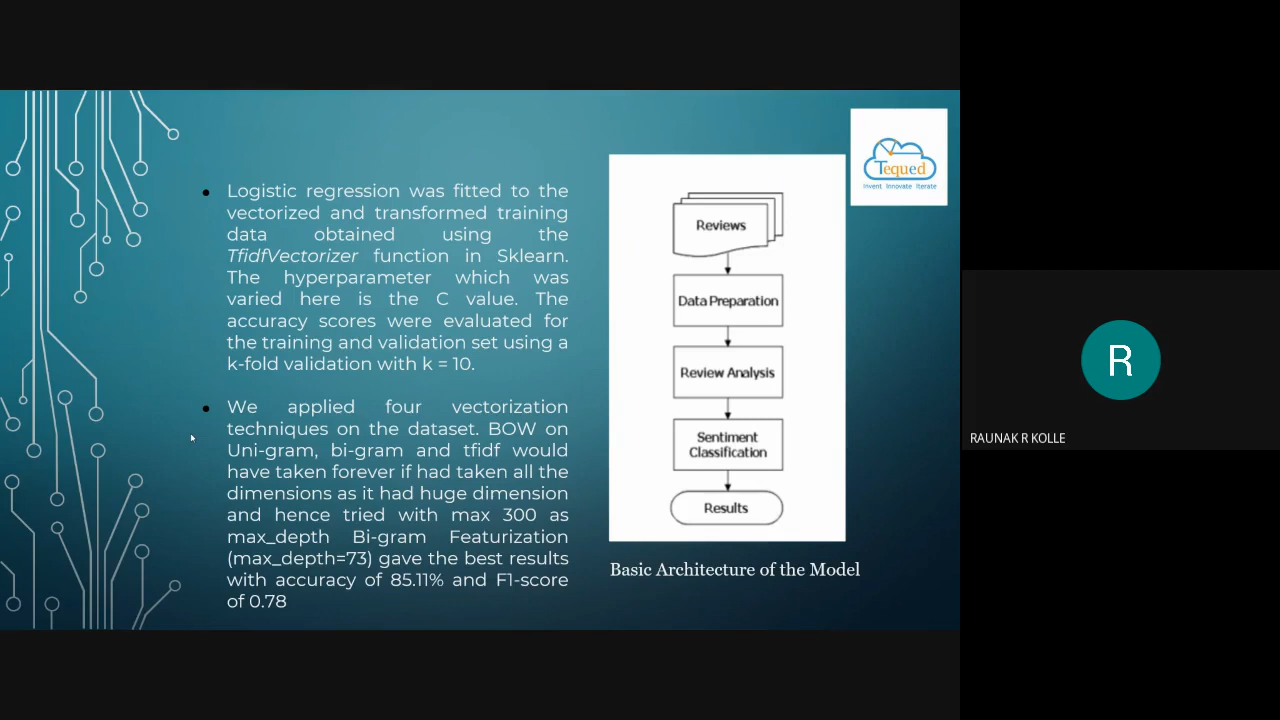 Logistic regression was fitted to the
vectorized and transformed training
data obtained using the
TfidfVectorizer function in Sklearn.
The hyperparameter which was
varied here is the C value. The
accuracy scores were evaluated for
the training and validation set using a
k-fold validation with k = 10.
We applied four vectorization
techniques on the dataset. BOW on
Uni-gram, bi-gram and tfidf would
have taken forever if had taken all the
dimensions as it had huge dimension
and hence tried with max 300 as
max_depth Bi-gram Featurization
(max_depth=73) gave the best results
with accuracy of 85.11% and F1-score
of 0.78
Reviews
Data Preparation
Review Analysis
Sentiment
Classification
Results
Basic Architecture of the Model
Tequed
Invent Innovate Iterate
R
RAUNAK R KOLLE